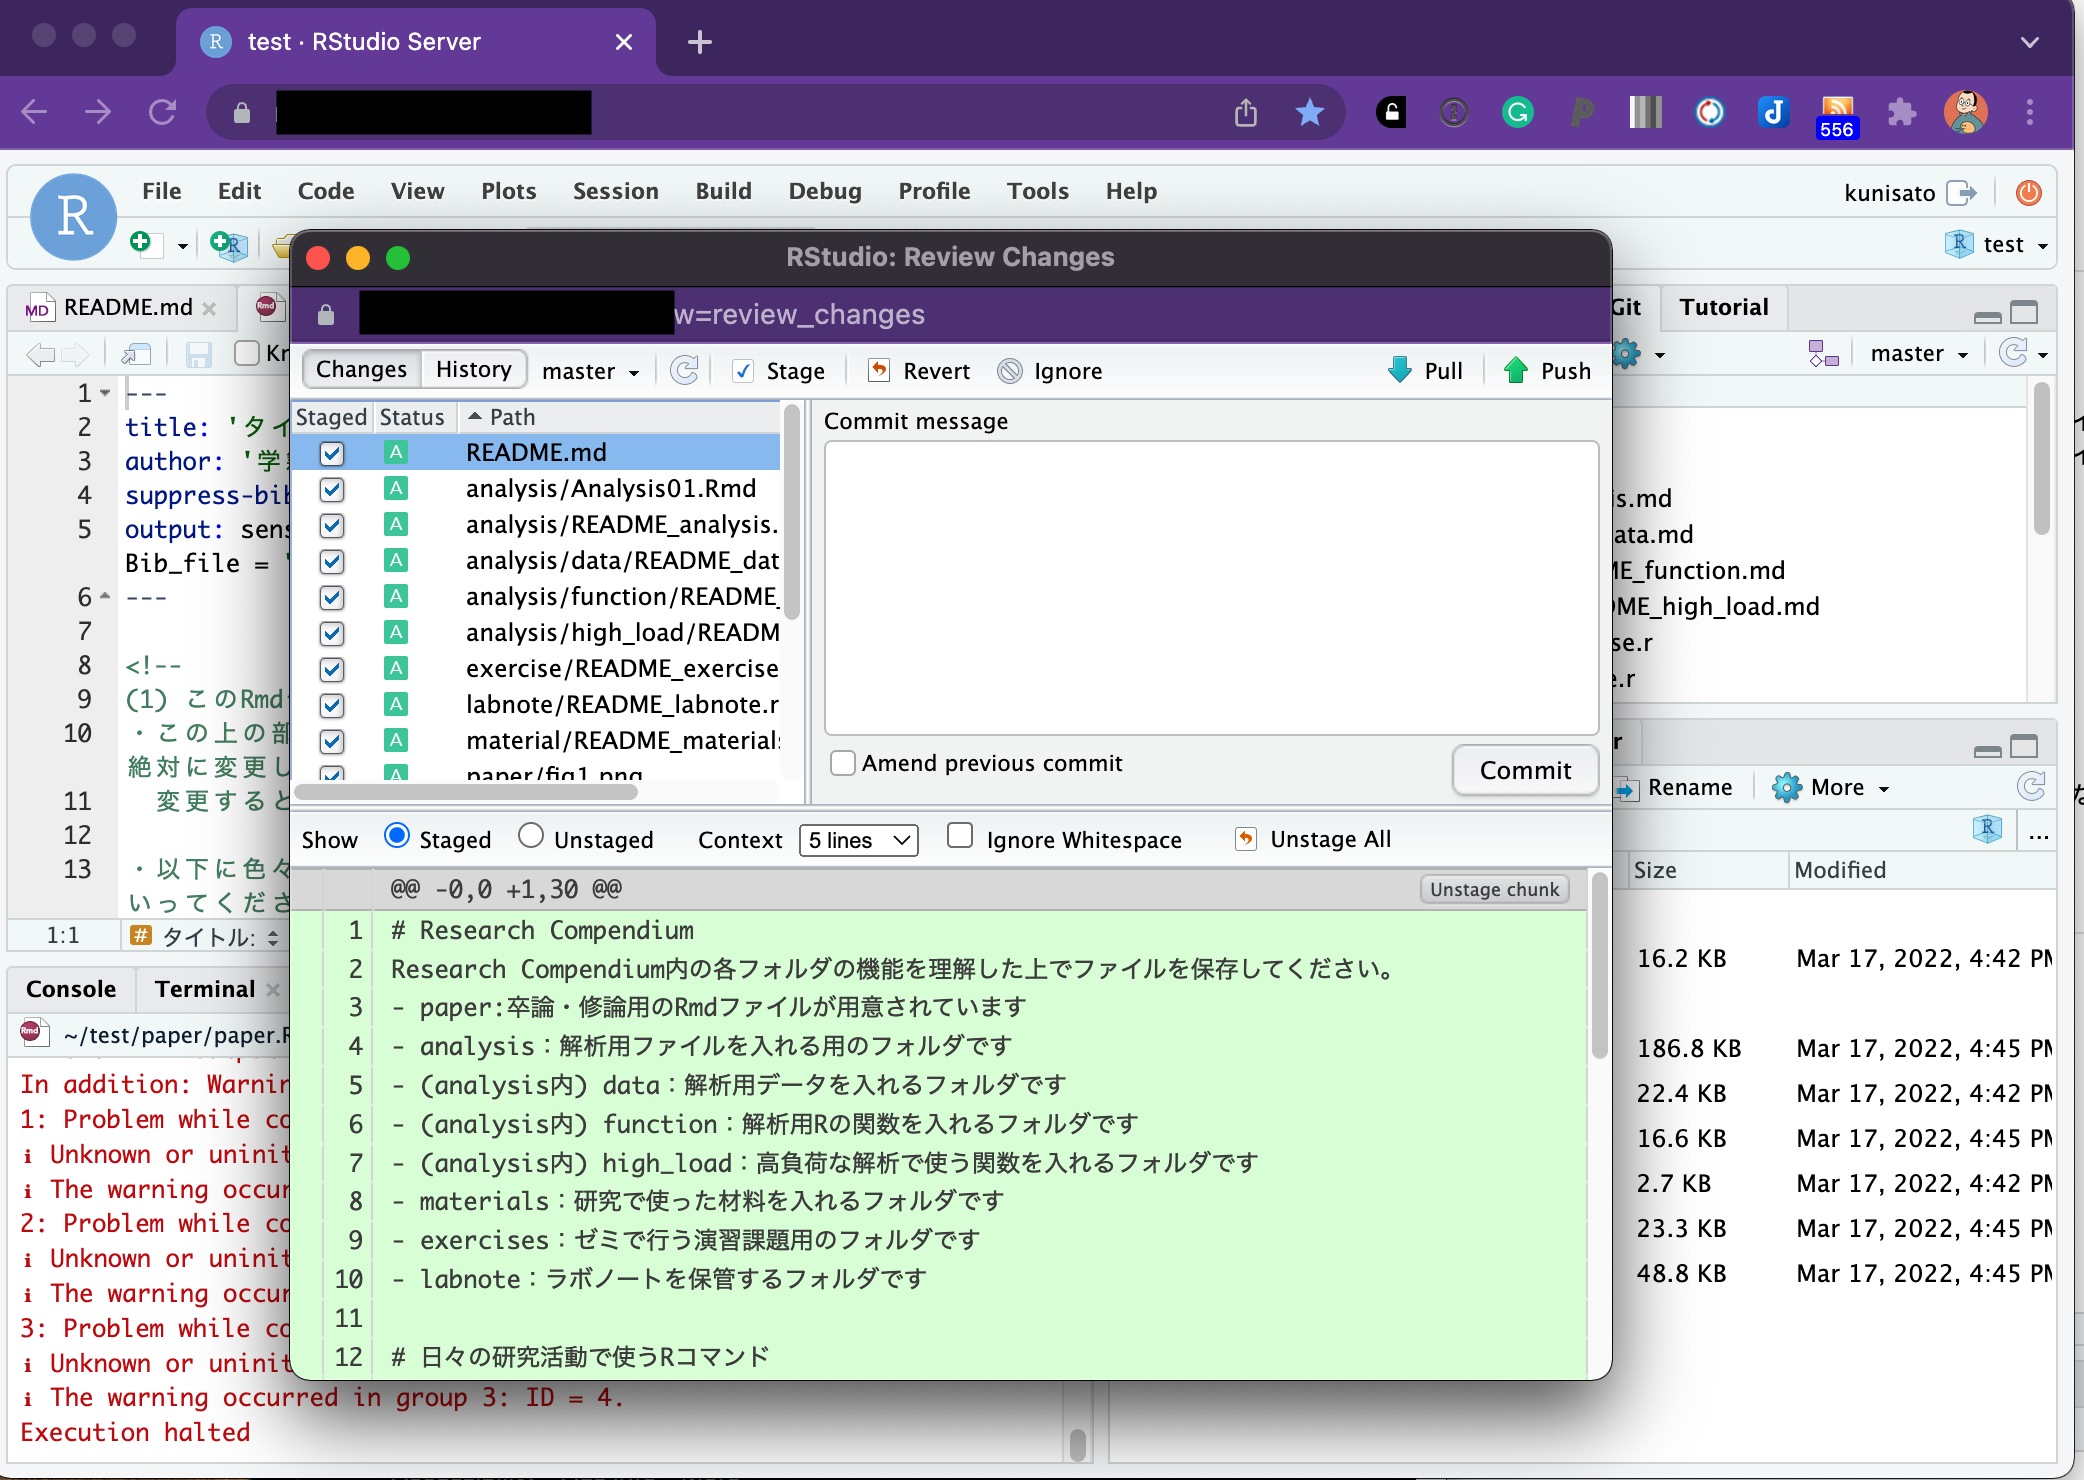 test · RStudio Server
556
File Edit Code View Plots Session Build Debug Profile Tools Help
kunisato
test
RStudio: Review Changes
w=review_changes
README.md
Git Tutorial
master
Changes History master Stage Revert Ignore Pull Push
Staged Status Path
A README.md
A analysis/Analysis01.Rmd
A analysis/README_analysis.
A analysis/data/README_dat
A analysis/function/README_
A analysis/high_load/READM
A exercise/README_exercise
A labnote/README_labnote.r
A material/README_materials
A paper/fig1.png
Commit message
Amend previous commit
Commit
Show Staged Unstaged Context 5 lines Ignore Whitespace Unstage All
@@ -0,0 +1,30 @@ Unstage chunk
1 # Research Compendium
2 Research Compendium内の各フォルダの機能を理解した上でファイルを保存してください。
3 - paper:卒論・修論用のRmdファイルが用意されています
4 - analysis：解析用ファイルを入れる用のフォルダです
5 - (analysis内) data：解析用データを入れるフォルダです
6 - (analysis内) function：解析用Rの関数を入れるフォルダです
7 - (analysis内) high_load：高負荷な解析で使う関数を入れるフォルダです
8 - materials：研究で使った材料を入れるフォルダです
9 - exercises：ゼミで行う演習課題用のフォルダです
10 - labnote：ラボノートを保管するフォルダです
11
12 # 日々の研究活動で使うRコマンド
1 ---
2 title: 'タイ
3 author: '学
4 suppress-bib
5 output: sens
Bib_file =
6 ---
7
8 <!--
9 (1) このRmd
10 ・この上の部
絶対に変更し
11 変更すると
12
13 ・以下に色々
いってくださ
1:1 # タイトル:
Console Terminal
~/test/paper/paper.R
In addition: Warnin
1: Problem while co
i Unknown or uninit
i The warning occur
2: Problem while co
i Unknown or uninit
i The warning occur
3: Problem while co
i Unknown or uninit
i The warning occurred in group 3: ID = 4.
Execution halted
is.md
ata.md
ME_function.md
ME_high_load.md
se.r
e.r
Rename More
...
Size Modified
16.2 KB Mar 17, 2022, 4:42 PM
186.8 KB Mar 17, 2022, 4:45 PM
22.4 KB Mar 17, 2022, 4:42 PM
16.6 KB Mar 17, 2022, 4:45 PM
2.7 KB Mar 17, 2022, 4:42 PM
23.3 KB Mar 17, 2022, 4:45 PM
48.8 KB Mar 17, 2022, 4:45 PM